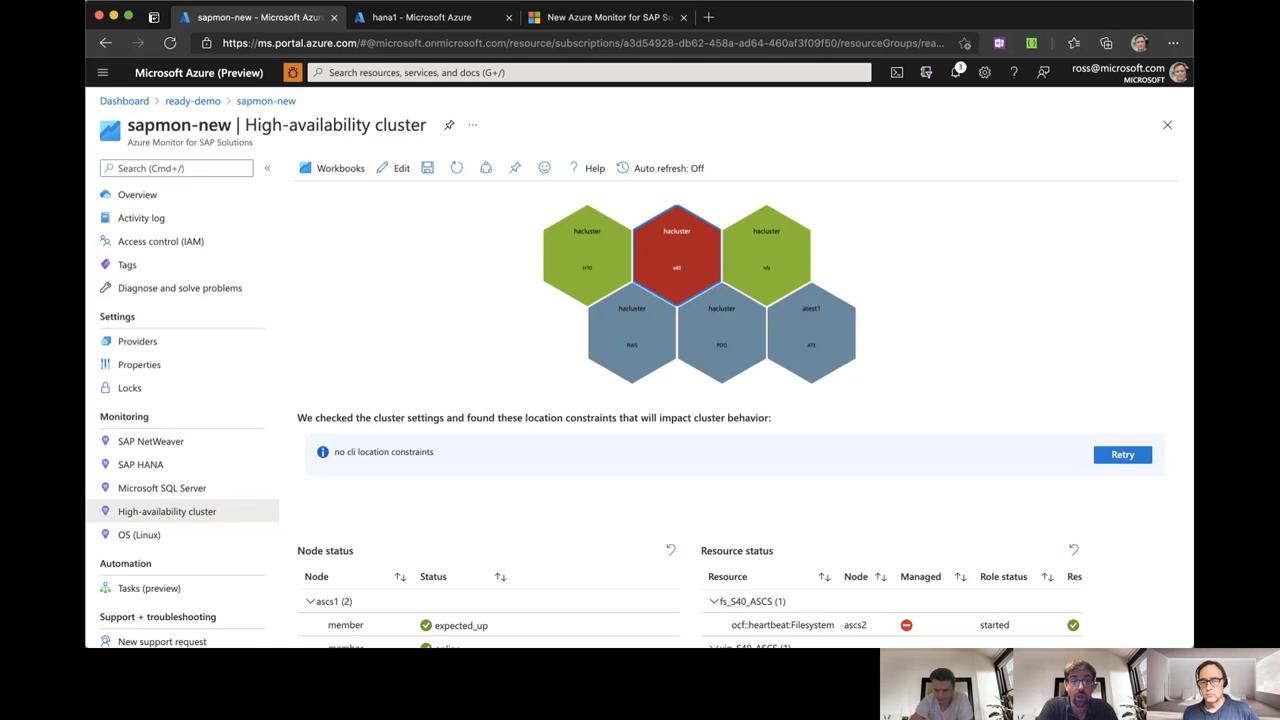 sapmon-new - Microsoft Azure
hana1 - Microsoft Azure
New Azure Monitor for SAP So
https://ms.portal.azure.com/#@microsoft.onmicrosoft.com/resource/subscriptions/a3d54928-db62-458a-ad64-460af3f09f50/resourceGroups/rea...
Microsoft Azure (Preview)
Search resources, services, and docs (G+/)
3
ross@microsoft.com
MICROSOFT
Dashboard > ready-demo > sapmon-new
sapmon-new | High-availability cluster
Azure Monitor for SAP Solutions
Search (Cmd+/)
Workbooks Edit Help Auto refresh: Off
Overview
Activity log
Access control (IAM)
Tags
Diagnose and solve problems
Settings
Providers
Properties
Locks
Monitoring
SAP NetWeaver
SAP HANA
Microsoft SQL Server
High-availability cluster
OS (Linux)
Automation
Tasks (preview)
Support + troubleshooting
New support request
hacluster hacluster hacluster
s40
hacluster hacluster atest1
We checked the cluster settings and found these location constraints that will impact cluster behavior:
no cli location constraints
Retry
Node status
Node Status
ascs1 (2)
member expected_up
member online
Resource status
Resource Node Managed Role status Res
fs_S40_ASCS (1)
ocf::heartbeat:Filesystem ascs2 started
vip_S40_ASCS (1)